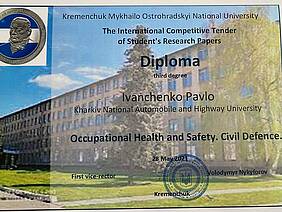 Kremenchuk Mykhailo Ostrohradskyi National University
The International Competitive Tender
of Student's Research Papers
Diploma
third degree
Ivanchenko Pavlo
Kharkiv National Automobile and Highway University
Occupational Health and Safety. Civil Defence.
28 May 2021
First vice-rector
Volodymyr Nykyforov
Kremenchuk